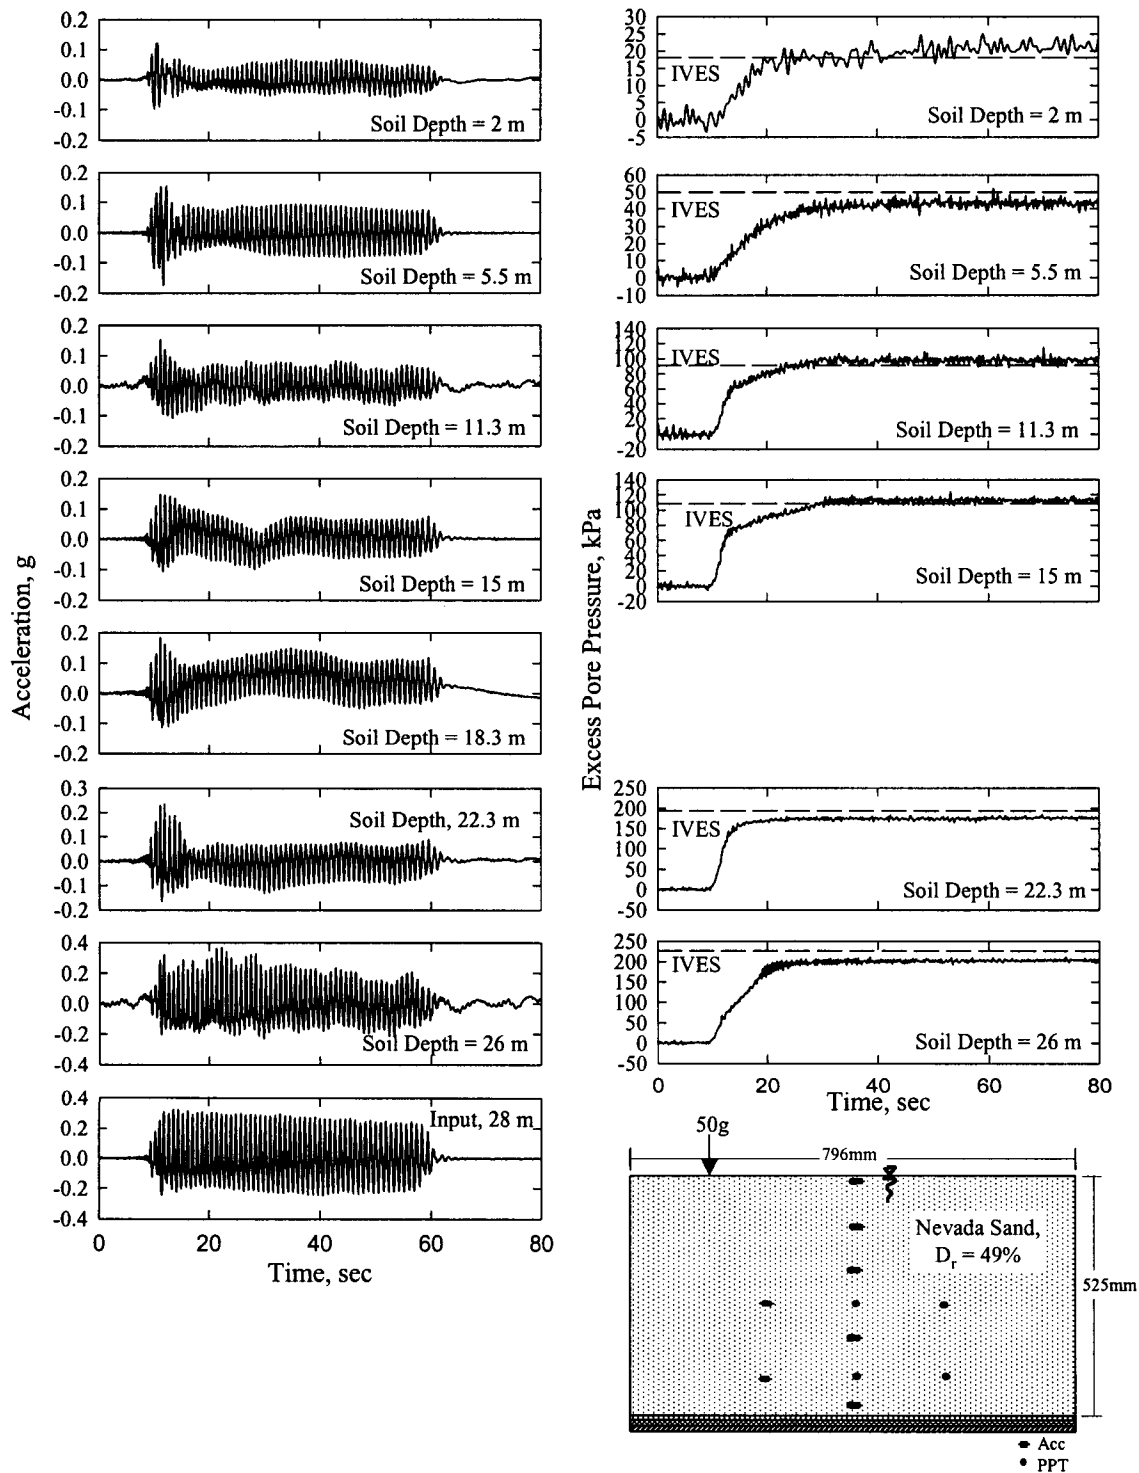 0.2
0.1
0.0
-0.1
-0.2
Soil Depth = 2 m
0.2
0.1
0.0
-0.1
-0.2
Soil Depth = 5.5 m
0.2
0.1
0.0
-0.1
-0.2
Soil Depth = 11.3 m
0.2
0.1
0.0
-0.1
-0.2
Soil Depth = 15 m
0.2
0.1
0.0
-0.1
-0.2
Soil Depth = 18.3 m
0.3
0.2
0.1
0.0
-0.1
-0.2
Soil Depth, 22.3 m
0.4
0.2
0.0
-0.2
-0.4
Soil Depth = 26 m
0.4
0.2
0.0
-0.2
-0.4
Input, 28 m
0 20 40 60 80
Time, sec
Acceleration, g
30
25
20
15
10
5
0
-5
IVES
Soil Depth = 2 m
60
50
40
30
20
10
0
-10
IVES
Soil Depth = 5.5 m
140
120
100
80
60
40
20
0
-20
IVES
Soil Depth = 11.3 m
140
120
100
80
60
40
20
0
-20
IVES
Soil Depth = 15 m
250
200
150
100
50
0
-50
IVES
Soil Depth = 22.3 m
250
200
150
100
50
0
-50
IVES
Soil Depth = 26 m
0 20 40 60 80
Time, sec
Excess Pore Pressure, kPa
50g
796mm
Nevada Sand,
Dr = 49%
525mm
Acc
PPT